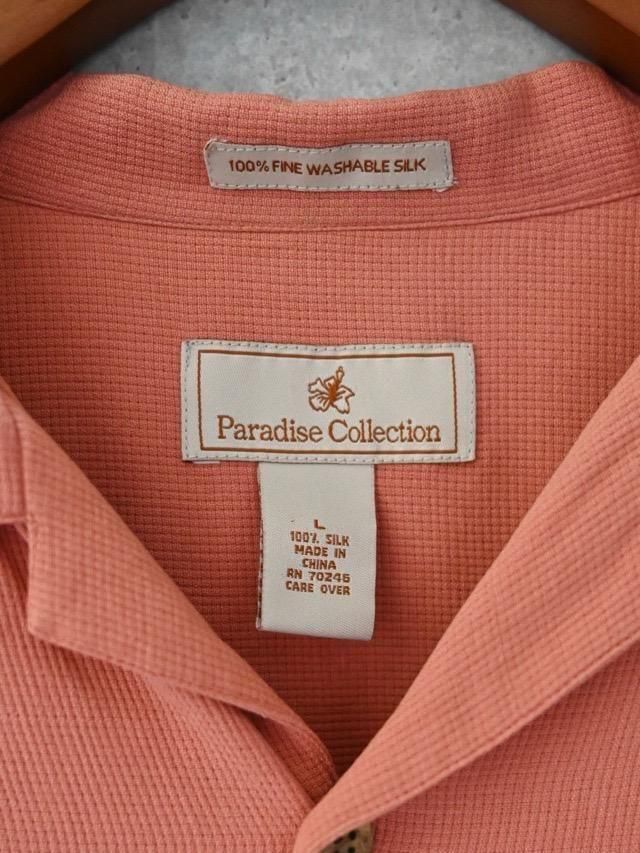 100% FINE WASHABLE SILK
Paradise Collection
L
100% SILK
MADE IN
CHINA
RN 70246
CARE OVER